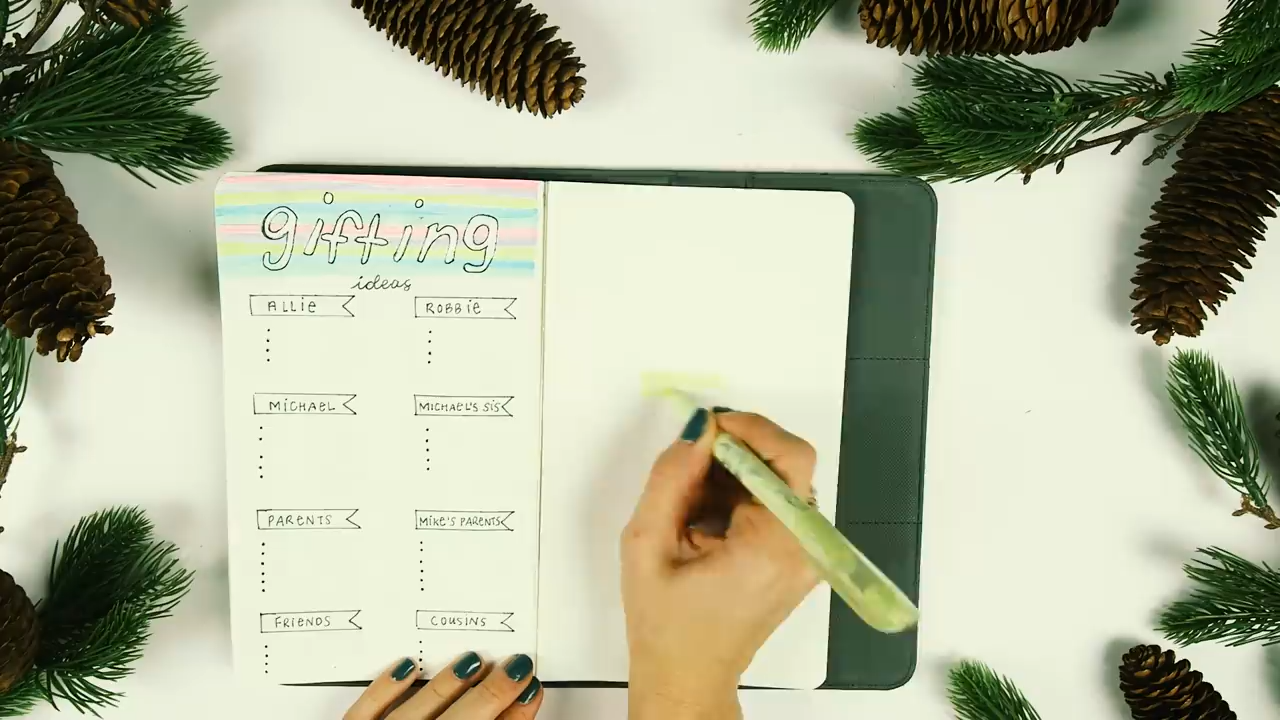 gifting
ideas
ALLiE
ROBBiE
MiCHAEL
MiCHAEL'S SiS
PARENTS
MiKE'S PARENTS
FRiENDS
COUSiNS